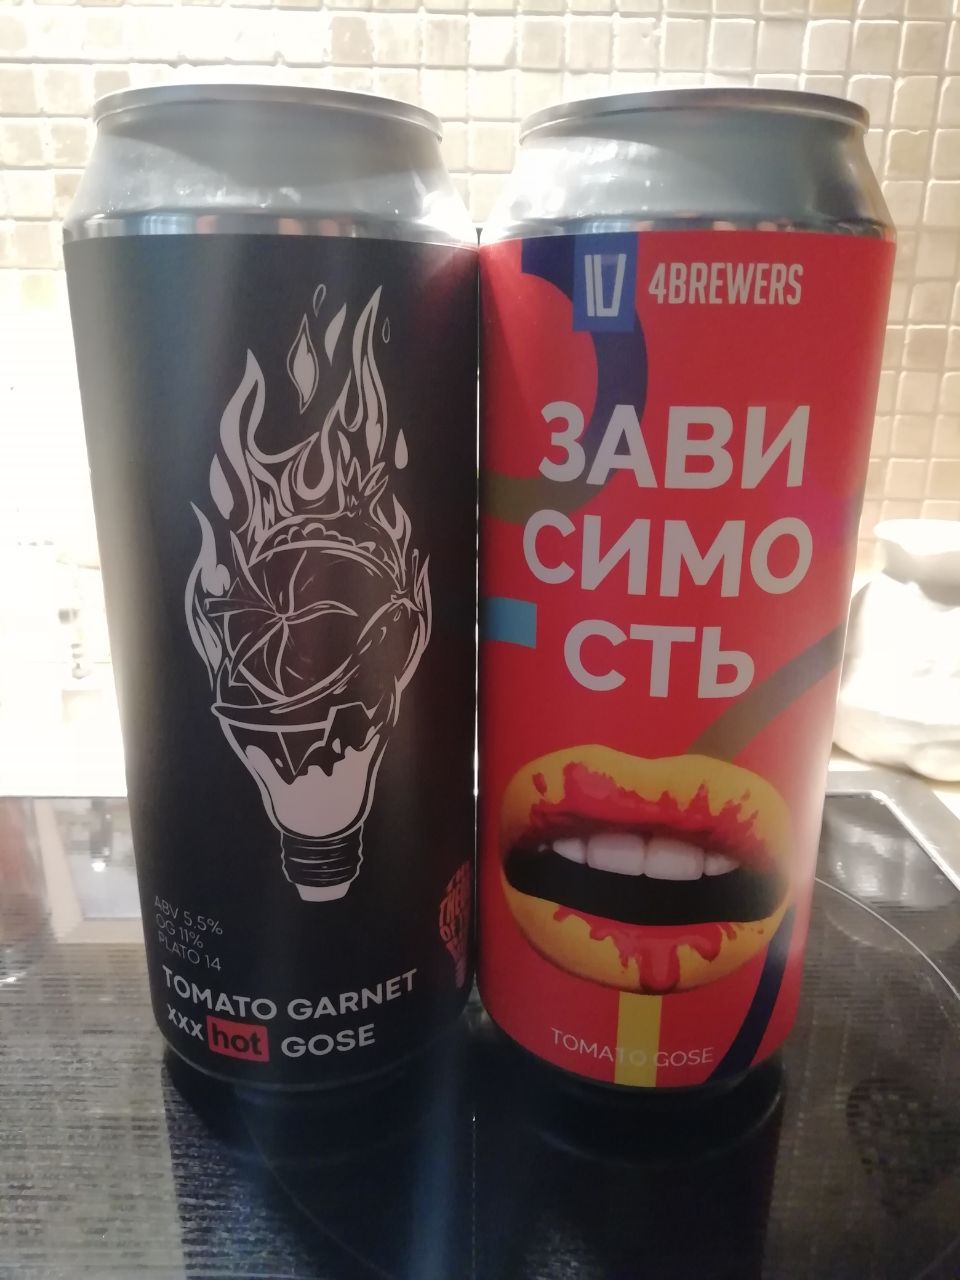 ABV 5.5%
OG 11%
PLATO 14
TOMATO GARNET
xxx hot GOSE
4BREWERS
ЗАВИ
СИМО
СТЬ
TOMATO GOSE